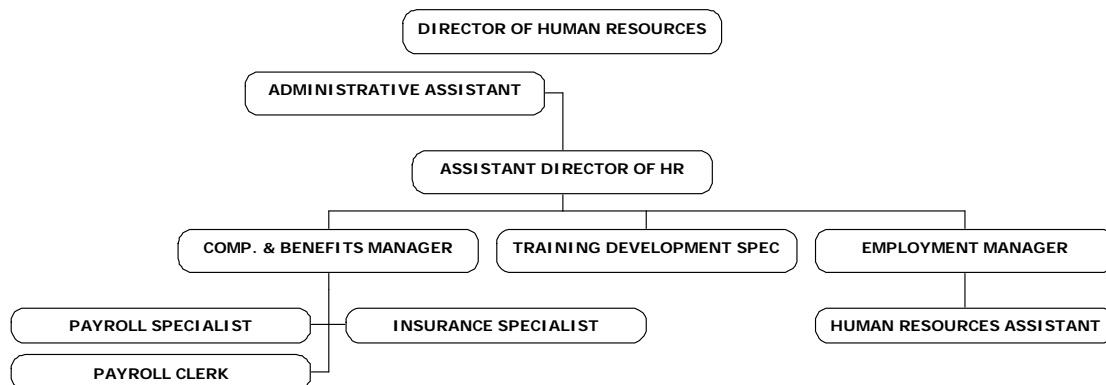 DIRECTOR OF HUMAN RESOURCES
ADMINISTRATIVE ASSISTANT
ASSISTANT DIRECTOR OF HR
COMP. & BENEFITS MANAGER
TRAINING DEVELOPMENT SPEC
EMPLOYMENT MANAGER
PAYROLL SPECIALIST
INSURANCE SPECIALIST
HUMAN RESOURCES ASSISTANT
PAYROLL CLERK